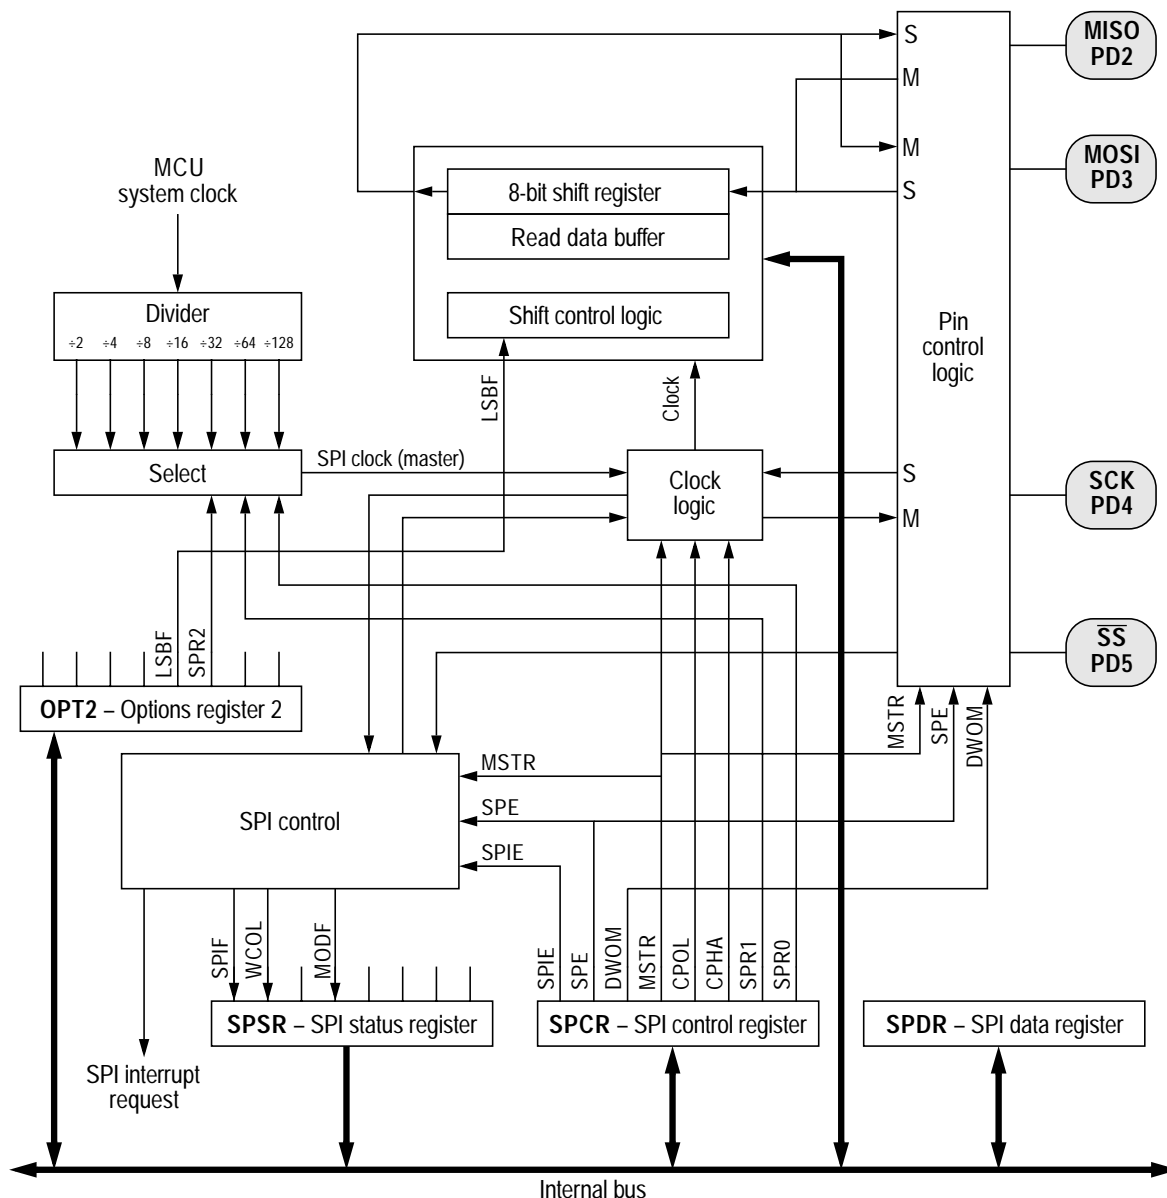 MISO
PD2
S
M
M
MOSI
PD3
S
MCU
system clock
8-bit shift register
Read data buffer
Divider
÷2 ÷4 ÷8 ÷16 ÷32 ÷64 ÷128
Shift control logic
Pin
control
logic
LSBF
Clock
Select
SPI clock (master)
Clock
logic
S
M
SCK
PD4
LSBF
SPR2
SS
PD5
OPT2 – Options register 2
MSTR
SPE
DWOM
MSTR
SPI control
SPE
SPIE
SPIF
WCOL
MODF
SPIE
SPE
DWOM
MSTR
CPOL
CPHA
SPR1
SPR0
SPSR – SPI status register
SPCR – SPI control register
SPDR – SPI data register
SPI interrupt
request
Internal bus